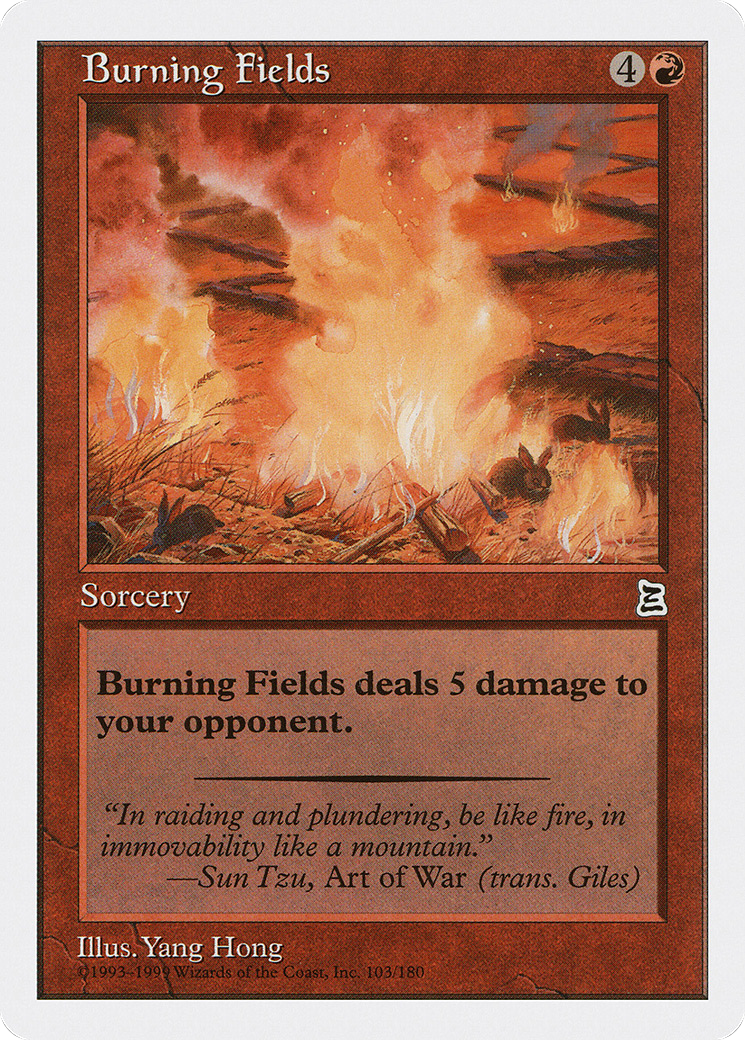 Burning Fields 4
Sorcery
Burning Fields deals 5 damage to
your opponent.
“In raiding and plundering, be like fire, in
immovability like a mountain.”
—Sun Tzu, Art of War (trans. Giles)
Illus. Yang Hong
©1993–1999 Wizards of the Coast, Inc. 103/180